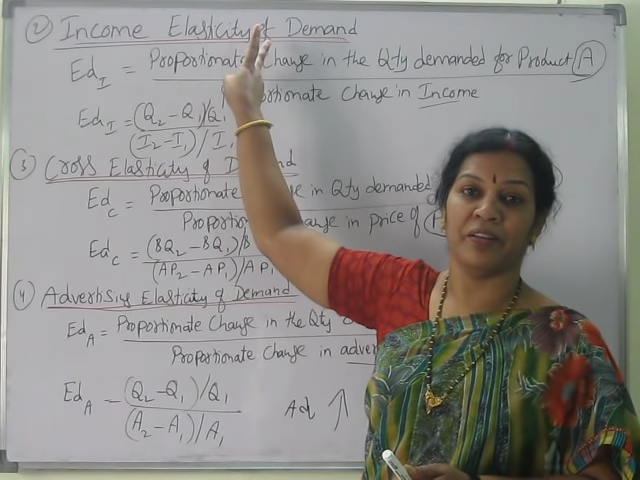 ② Income Elasticity of Demand
Ed_I = Proportionate Change in the Qty demanded for Product A
Proportionate Change in Income
Ed_I = (Q₂ - Q₁)/Q₁
(I₂ - I₁) / I₁
③ Cross Elasticity of Demand
Ed_c = Proportionate Change in Qty demanded
Proportionate Change in price of
Ed_c = (BQ₂ - BQ₁)/B
(AP₂ - AP₁)/AP₁
④ Advertising Elasticity of Demand
Ed_A = Proportionate Change in the Qty
Proportionate Change in adver
Ed_A = (Q₂ - Q₁)/Q₁
(A₂ - A₁)/A₁
Ad ↑